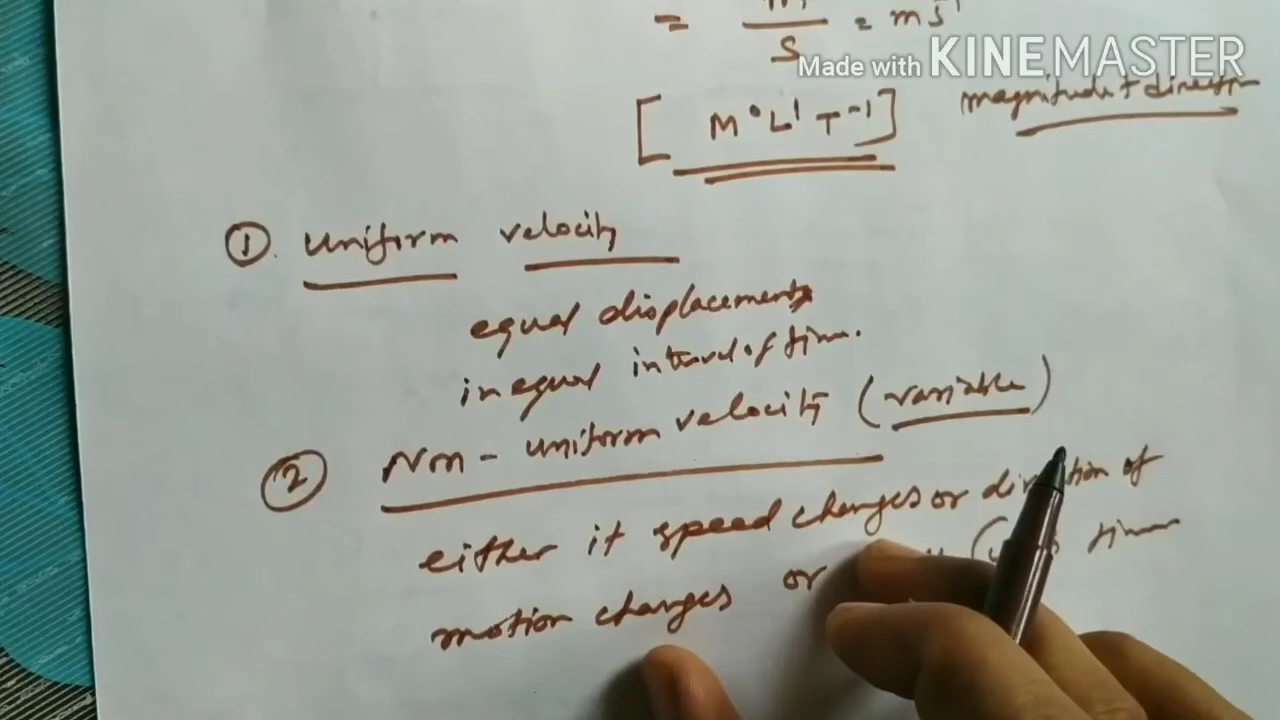 = m/s = ms⁻¹
Made with KINEMASTER
[M⁰L¹T⁻¹] magnitude + direction
① Uniform velocity
equal displacements
in equal interval of time.
② Non-uniform velocity (variable)
either it speed changes or direction of
motion changes or time